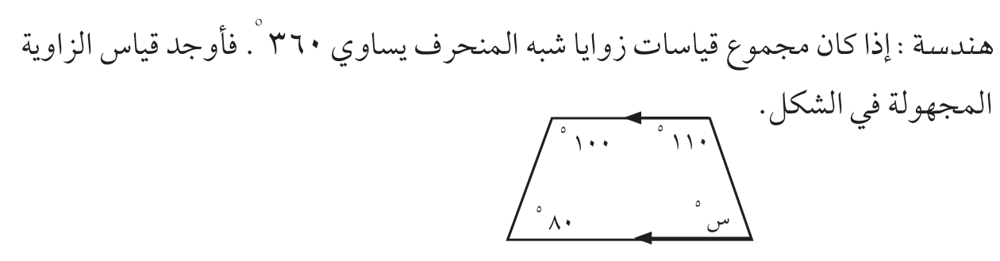 هندسة : إذا كان مجموع قياسات زوايا شبه المنحرف يساوي ٣٦٠°. فأوجد قياس الزاوية
المجهولة في الشكل.
١١٠° ١٠٠°
س° ٨٠°